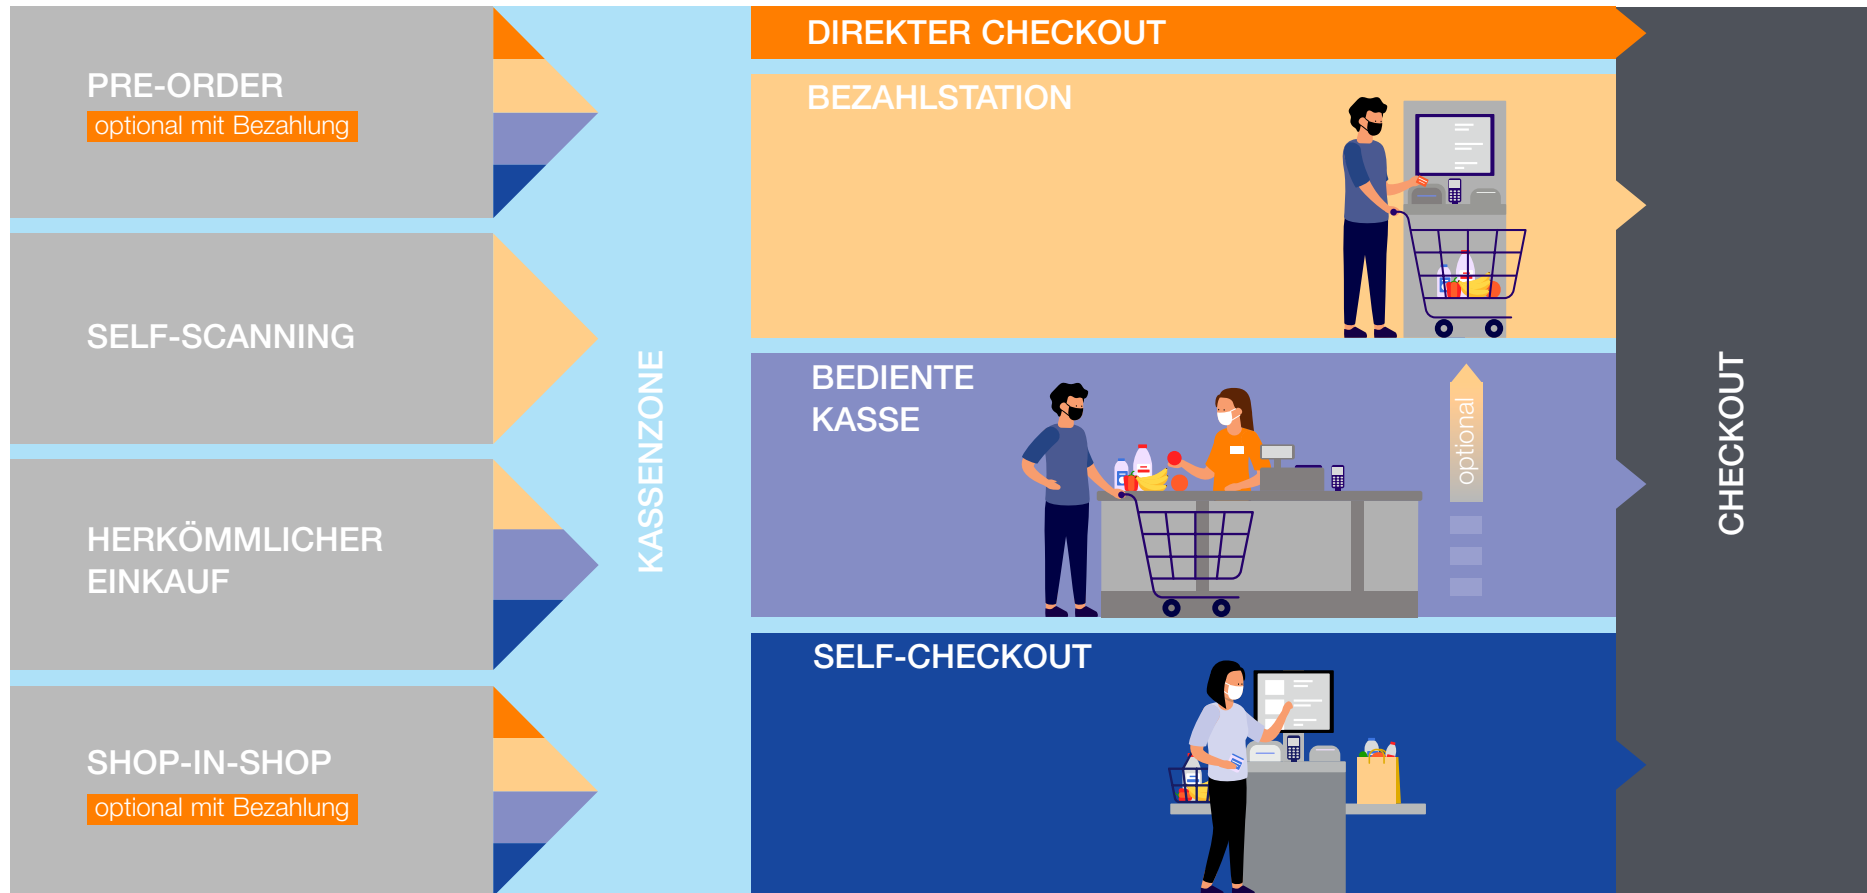 PRE-ORDER
optional mit Bezahlung
SELF-SCANNING
HERKÖMMLICHER
EINKAUF
SHOP-IN-SHOP
optional mit Bezahlung
KASSENZONE
DIREKTER CHECKOUT
BEZAHLSTATION
BEDIENTE
KASSE
optional
SELF-CHECKOUT
CHECKOUT